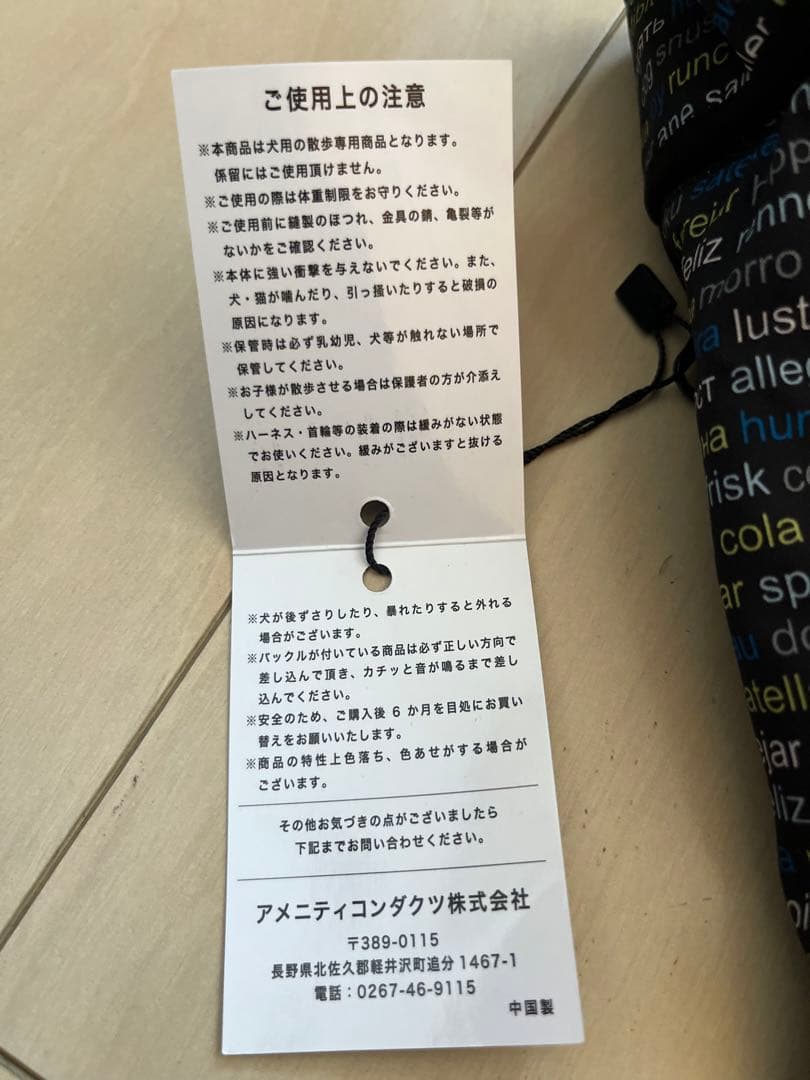 ご使用上の注意
※本商品は犬用の散歩専用商品となります。
係留にはご使用頂けません。
※ご使用の際は体重制限をお守りください。
※ご使用前に縫製のほつれ、金具の錆、亀裂等が
ないかをご確認ください。
※本体に強い衝撃を与えないでください。また、
犬・猫が噛んだり、引っ掻いたりすると破損の
原因になります。
※保管時は必ず乳幼児、犬等が触れない場所で
保管してください。
※お子様が散歩させる場合は保護者の方が介添え
してください。
※ハーネス・首輪等の装着の際は緩みがない状態
でお使いください。緩みがございますと抜ける
原因となります。
※犬が後ずさりしたり、暴れたりすると外れる
場合がございます。
※バックルが付いている商品は必ず正しい方向で
差し込んで頂き、カチッと音が鳴るまで差し
込んでください。
※安全のため、ご購入後 6 か月を目処にお買い
替えをお願いいたします。
※商品の特性上色落ち、色あせがする場合が
ございます。
その他お気づきの点がございましたら
下記までお問い合わせください。
アメニティコンダクツ株式会社
〒389-0115
長野県北佐久郡軽井沢町追分 1467-1
電話：0267-46-9115
中国製
runc
feliz
morro
lust
allec
hur
frisk co
cola
ar sp
atella
ejar